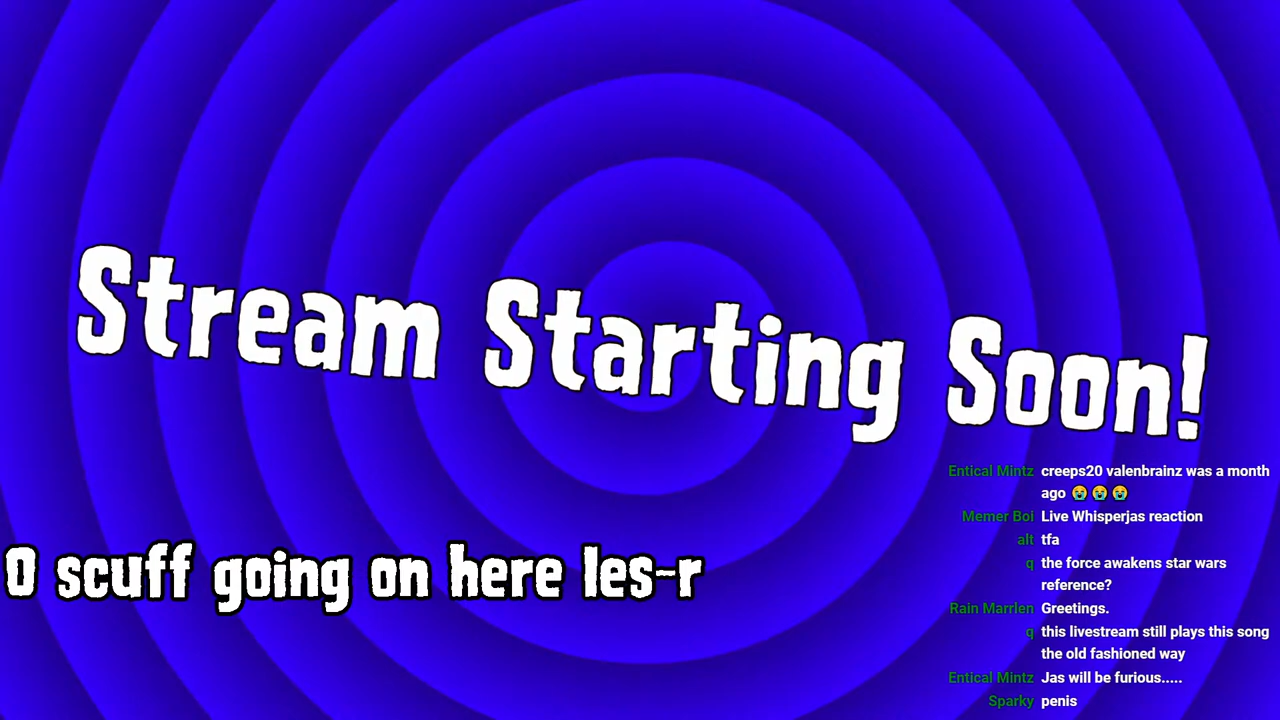 Stream Starting Soon!
Entical Mintz creeps20 valenbrainz was a month
ago 😭😭😭
Memer Boi Live Whisperjas reaction
alt tfa
q the force awakens star wars
reference?
O scuff going on here les-r
Rain Marrlen Greetings.
q this livestream still plays this song
the old fashioned way
Entical Mintz Jas will be furious.....
Sparky penis